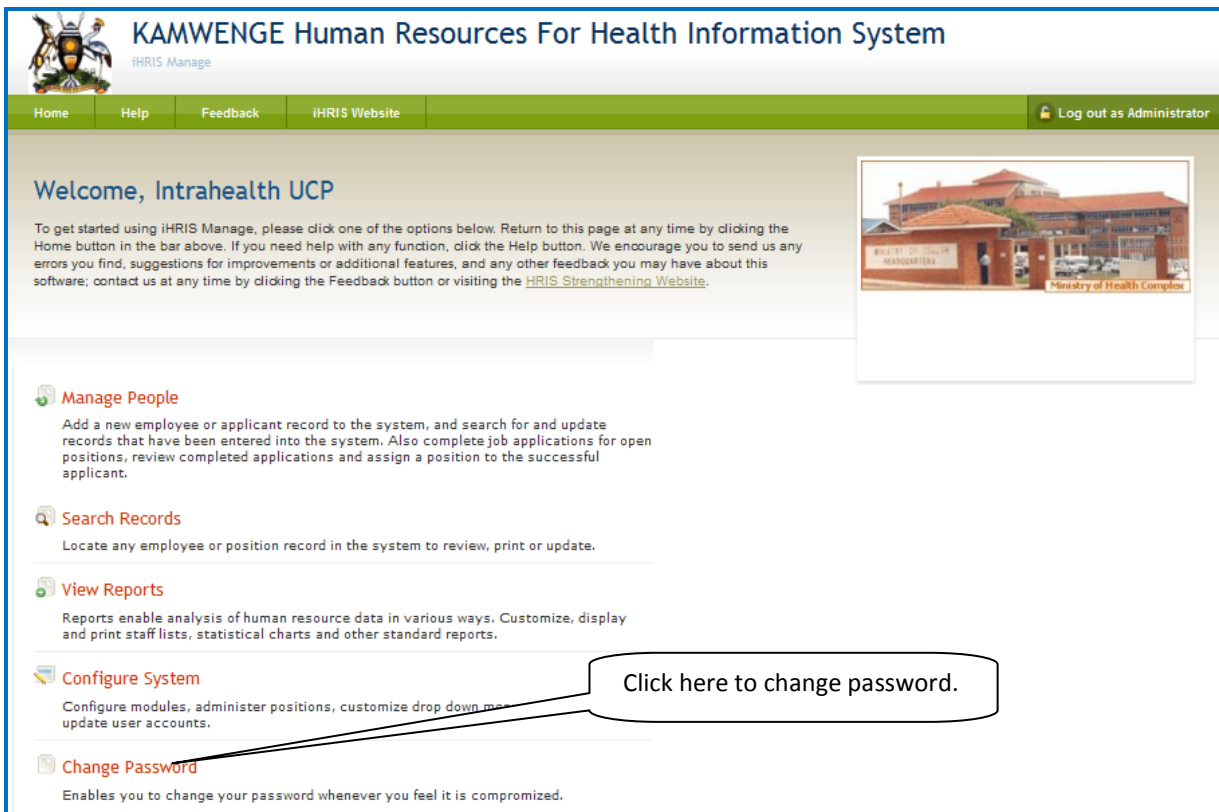 KAMWENGE Human Resources For Health Information System
iHRIS Manage
Home Help Feedback iHRIS Website Log out as Administrator
Welcome, Intrahealth UCP
To get started using iHRIS Manage, please click one of the options below. Return to this page at any time by clicking the
Home button in the bar above. If you need help with any function, click the Help button. We encourage you to send us any
errors you find, suggestions for improvements or additional features, and any other feedback you may have about this
software; contact us at any time by clicking the Feedback button or visiting the HRIS Strengthening Website.
MINISTRY OF HEALTH
HEADQUARTERS
Ministry of Health Complex
Manage People
Add a new employee or applicant record to the system, and search for and update
records that have been entered into the system. Also complete job applications for open
positions, review completed applications and assign a position to the successful
applicant.
Search Records
Locate any employee or position record in the system to review, print or update.
View Reports
Reports enable analysis of human resource data in various ways. Customize, display
and print staff lists, statistical charts and other standard reports.
Configure System
Configure modules, administer positions, customize drop down
update user accounts.
Click here to change password.
Change Password
Enables you to change your password whenever you feel it is compromized.